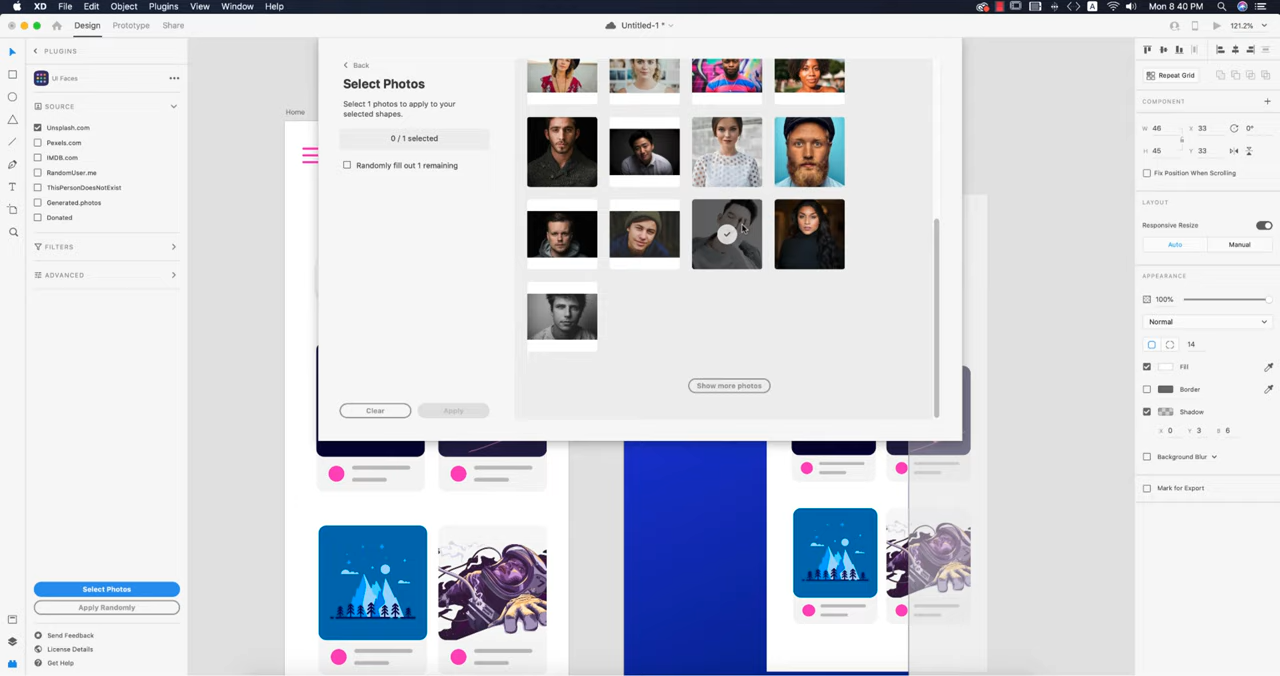 XD File Edit Object Plugins View Window Help
A Mon 8 40 PM
Design Prototype Share
Untitled-1 *
121.2%
PLUGINS
UI Faces
SOURCE
Unsplash.com
Pexels.com
IMDB.com
RandomUser.me
ThisPersonDoesNotExist
Generated.photos
Donated
FILTERS
ADVANCED
Select Photos
Apply Randomly
Send Feedback
License Details
Get Help
Home
Back
Select Photos
Select 1 photos to apply to your
selected shapes.
0 / 1 selected
Randomly fill out 1 remaining
Clear Apply
Show more photos
Repeat Grid
COMPONENT
W 46 X 33 0°
H 45 Y 33
Fix Position When Scrolling
LAYOUT
Responsive Resize
Auto Manual
APPEARANCE
100%
Normal
14
Fill
Border
Shadow
X 0 Y 3 B 6
Background Blur
Mark for Export